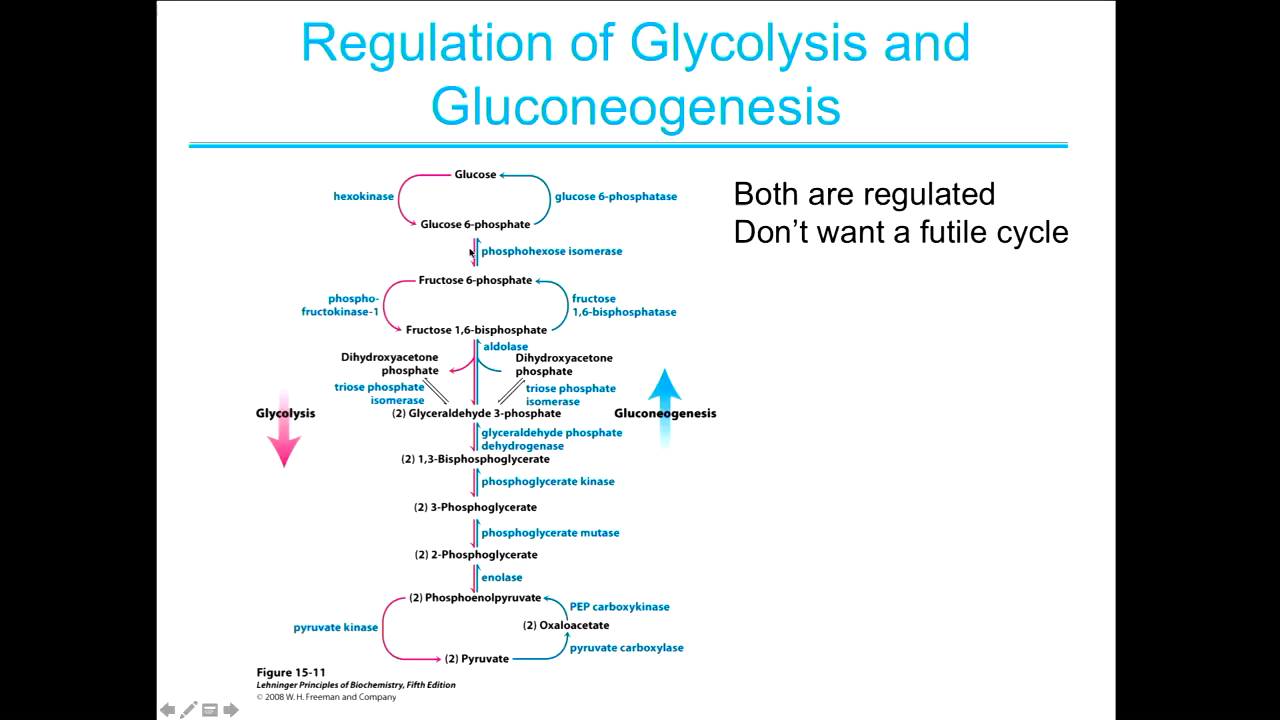 Regulation of Glycolysis and
Gluconeogenesis
Both are regulated
Don't want a futile cycle
Glucose
hexokinase
glucose 6-phosphatase
Glucose 6-phosphate
phosphohexose isomerase
Fructose 6-phosphate
phospho-
fructokinase-1
fructose
1,6-bisphosphatase
Fructose 1,6-bisphosphate
aldolase
Dihydroxyacetone
phosphate
Dihydroxyacetone
phosphate
triose phosphate
isomerase
triose phosphate
isomerase
Glycolysis
(2) Glyceraldehyde 3-phosphate
Gluconeogenesis
glyceraldehyde phosphate
dehydrogenase
(2) 1,3-Bisphosphoglycerate
phosphoglycerate kinase
(2) 3-Phosphoglycerate
phosphoglycerate mutase
(2) 2-Phosphoglycerate
enolase
(2) Phosphoenolpyruvate
PEP carboxykinase
(2) Oxaloacetate
pyruvate kinase
pyruvate carboxylase
(2) Pyruvate
Figure 15-11
Lehninger Principles of Biochemistry, Fifth Edition
© 2008 W. H. Freeman and Company